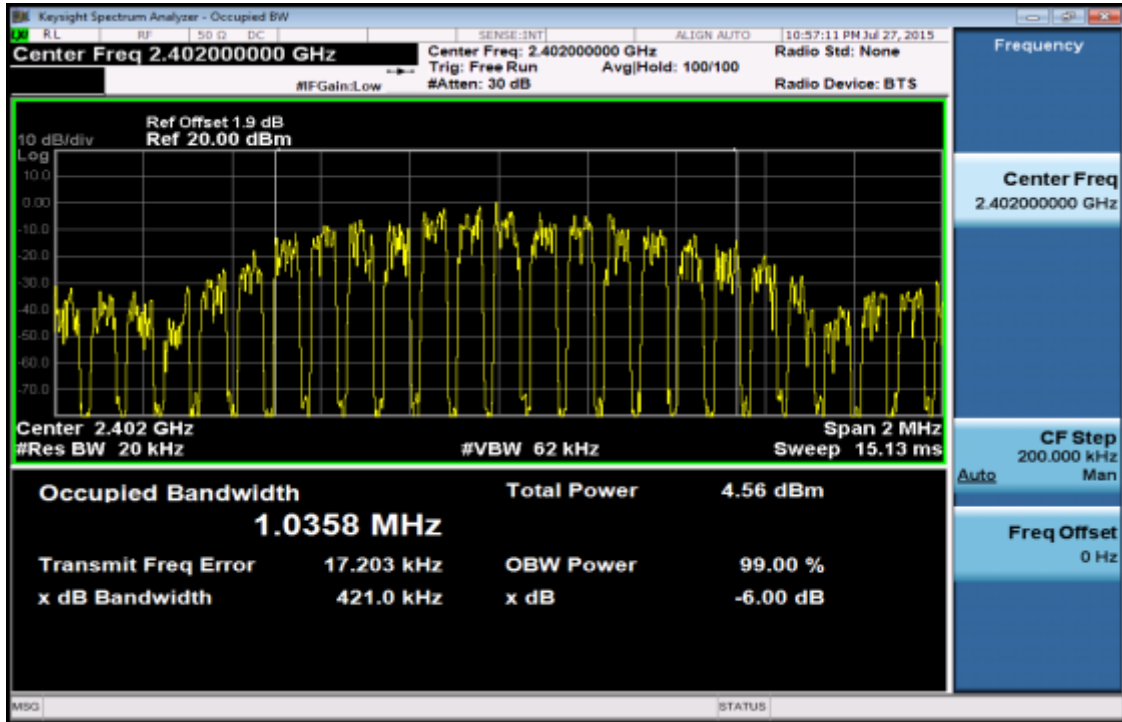 Keysight Spectrum Analyzer - Occupied BW
RL RF 50 Ω DC SENSE:INT ALIGN AUTO 10:57:11 PM Jul 27, 2015
Center Freq 2.402000000 GHz
Center Freq: 2.402000000 GHz Radio Std: None
Trig: Free Run Avg|Hold: 100/100
#IFGain:Low #Atten: 30 dB Radio Device: BTS
Ref Offset 1.9 dB
10 dB/div Ref 20.00 dBm
Log
10.0
0.00
-10.0
-20.0
-30.0
-40.0
-50.0
-60.0
-70.0
Center 2.402 GHz Span 2 MHz
#Res BW 20 kHz #VBW 62 kHz Sweep 15.13 ms
Occupied Bandwidth Total Power 4.56 dBm
1.0358 MHz
Transmit Freq Error 17.203 kHz OBW Power 99.00 %
x dB Bandwidth 421.0 kHz x dB -6.00 dB
Frequency
Center Freq
2.402000000 GHz
CF Step
200.000 kHz
Auto Man
Freq Offset
0 Hz
MSG STATUS